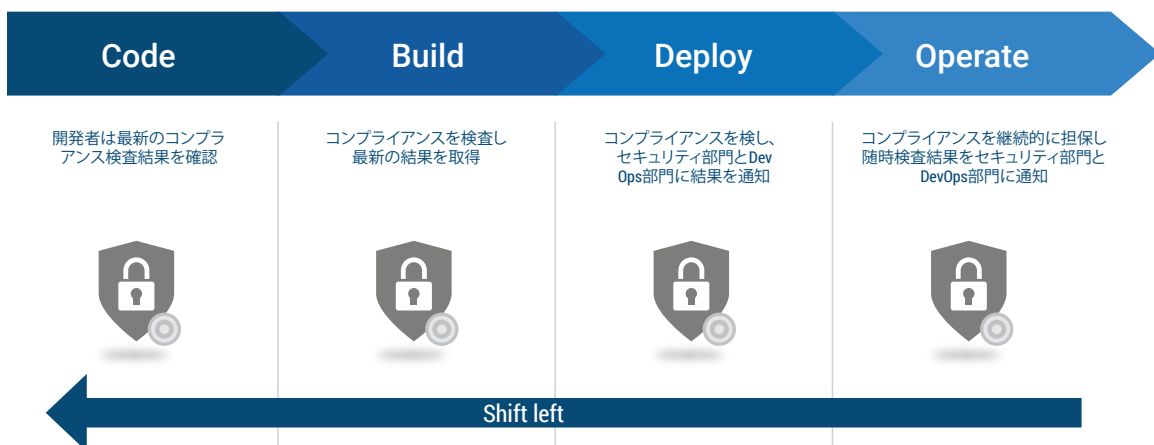 Code
Build
Deploy
Operate
開発者は最新のコンプラ
アンス検査結果を確認
コンプライアンスを検査し
最新の結果を取得
コンプライアンスを検し、
セキュリティ部門とDev
Ops部門に結果を通知
コンプライアンスを継続的に担保し
随時検査結果をセキュリティ部門と
DevOps部門に通知
Shift left